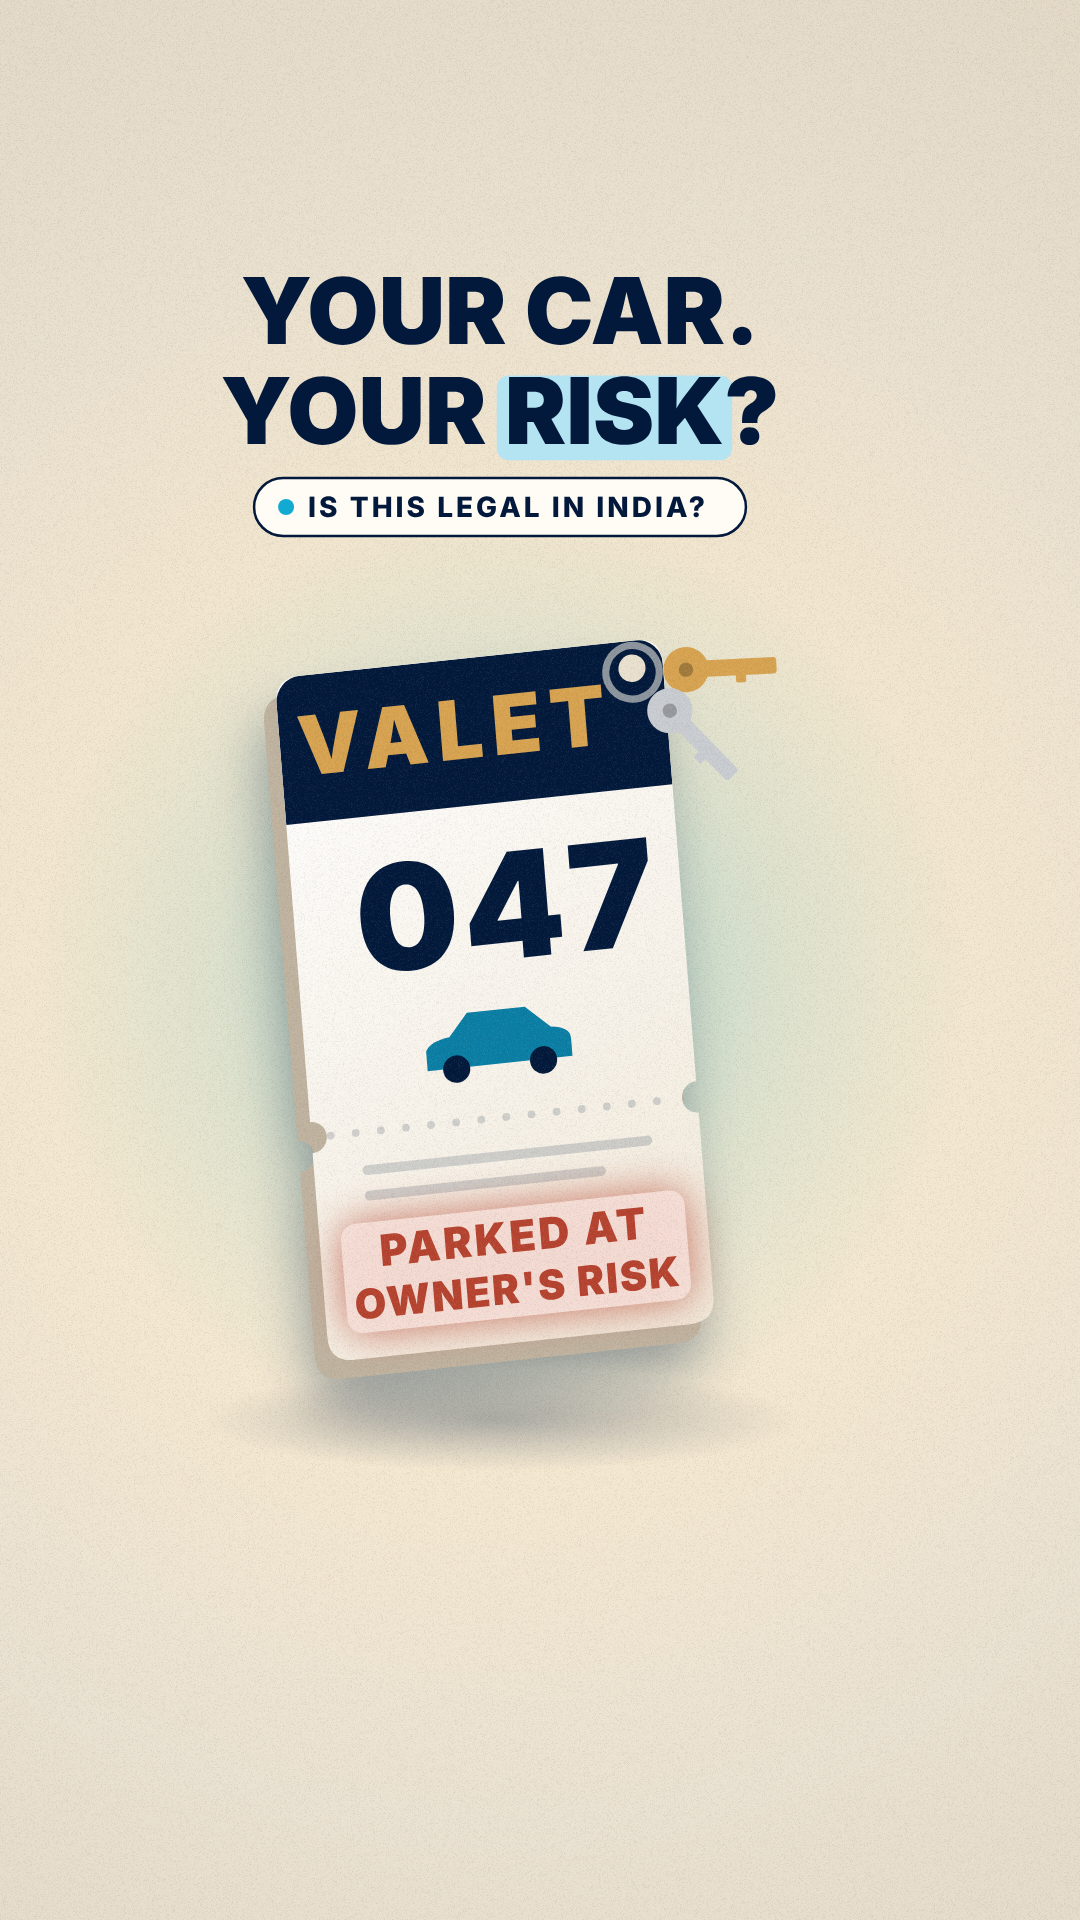 YOUR CAR.
YOUR RISK?
IS THIS LEGAL IN INDIA?
VALET
047
PARKED AT
OWNER'S RISK